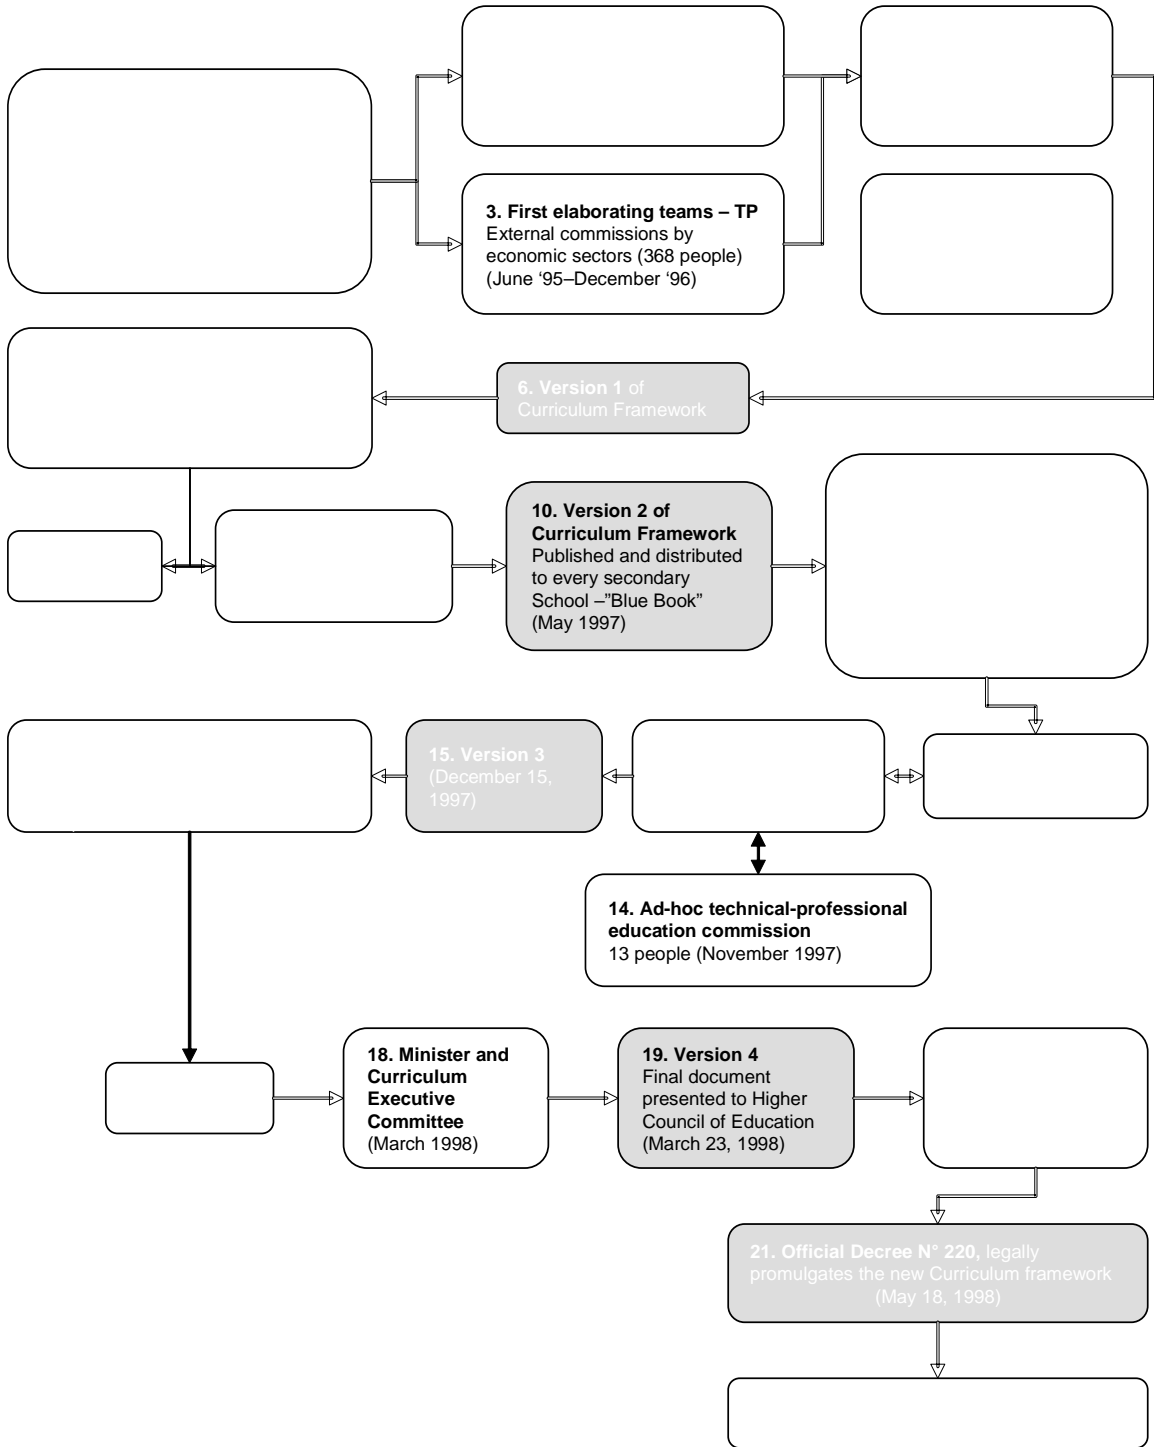 3. First elaborating teams – TP
External commissions by
economic sectors (368 people)
(June ‘95–December ‘96)
6. Version 1 of
Curriculum Framework
10. Version 2 of
Curriculum Framework
Published and distributed
to every secondary
School –”Blue Book”
(May 1997)
15. Version 3
(December 15,
1997)
14. Ad-hoc technical-professional
education commission
13 people (November 1997)
18. Minister and
Curriculum
Executive
Committee
(March 1998)
19. Version 4
Final document
presented to Higher
Council of Education
(March 23, 1998)
21. Official Decree N° 220, legally
promulgates the new Curriculum framework
(May 18, 1998)